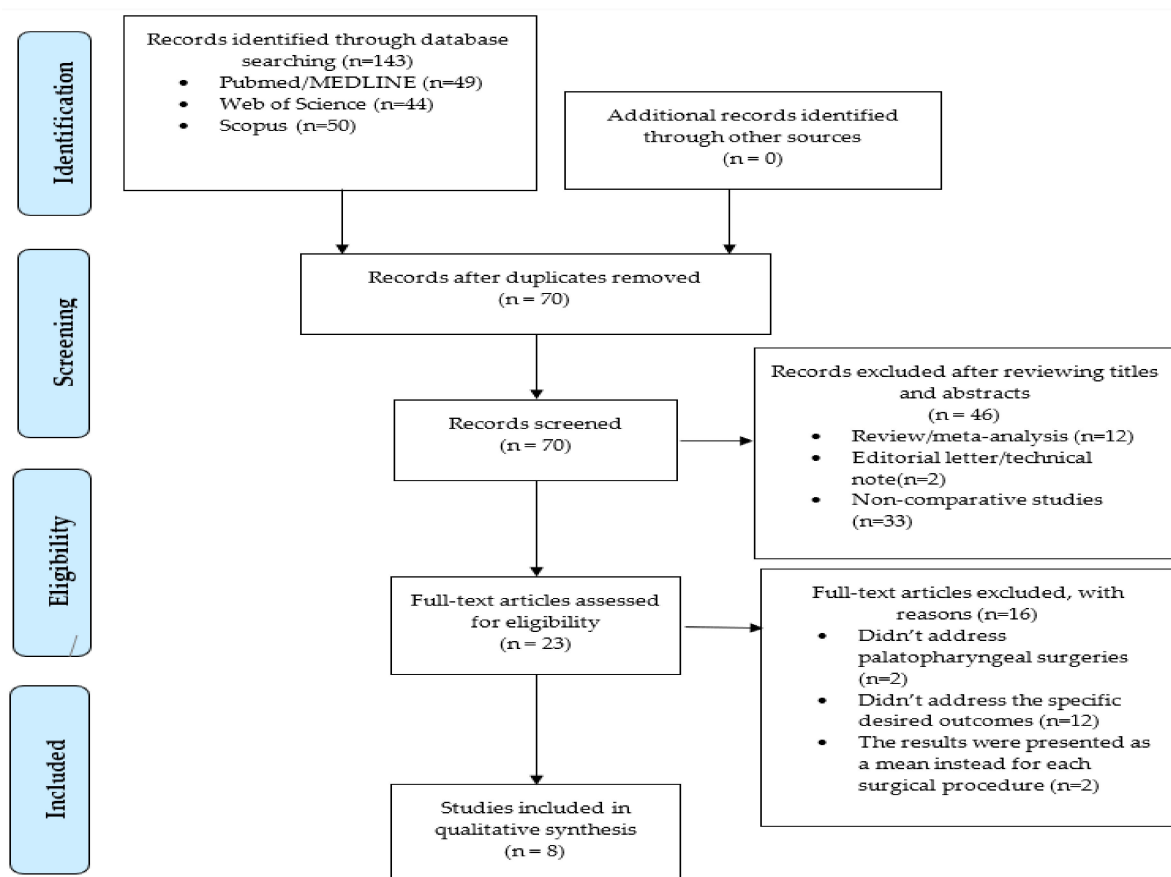 Identification
Records identified through database
searching (n=143)
• Pubmed/MEDLINE (n=49)
• Web of Science (n=44)
• Scopus (n=50)
Additional records identified
through other sources
(n = 0)
Screening
Records after duplicates removed
(n = 70)
Records screened
(n = 70)
Records excluded after reviewing titles
and abstracts
(n = 46)
• Review/meta-analysis (n=12)
• Editorial letter/technical
note(n=2)
• Non-comparative studies
(n=33)
Eligibility
Full-text articles assessed
for eligibility
(n = 23)
Full-text articles excluded, with
reasons (n=16)
• Didn't address
palatopharyngeal surgeries
(n=2)
• Didn't address the specific
desired outcomes (n=12)
• The results were presented as
a mean instead for each
surgical procedure (n=2)
Included
Studies included in
qualitative synthesis
(n = 8)